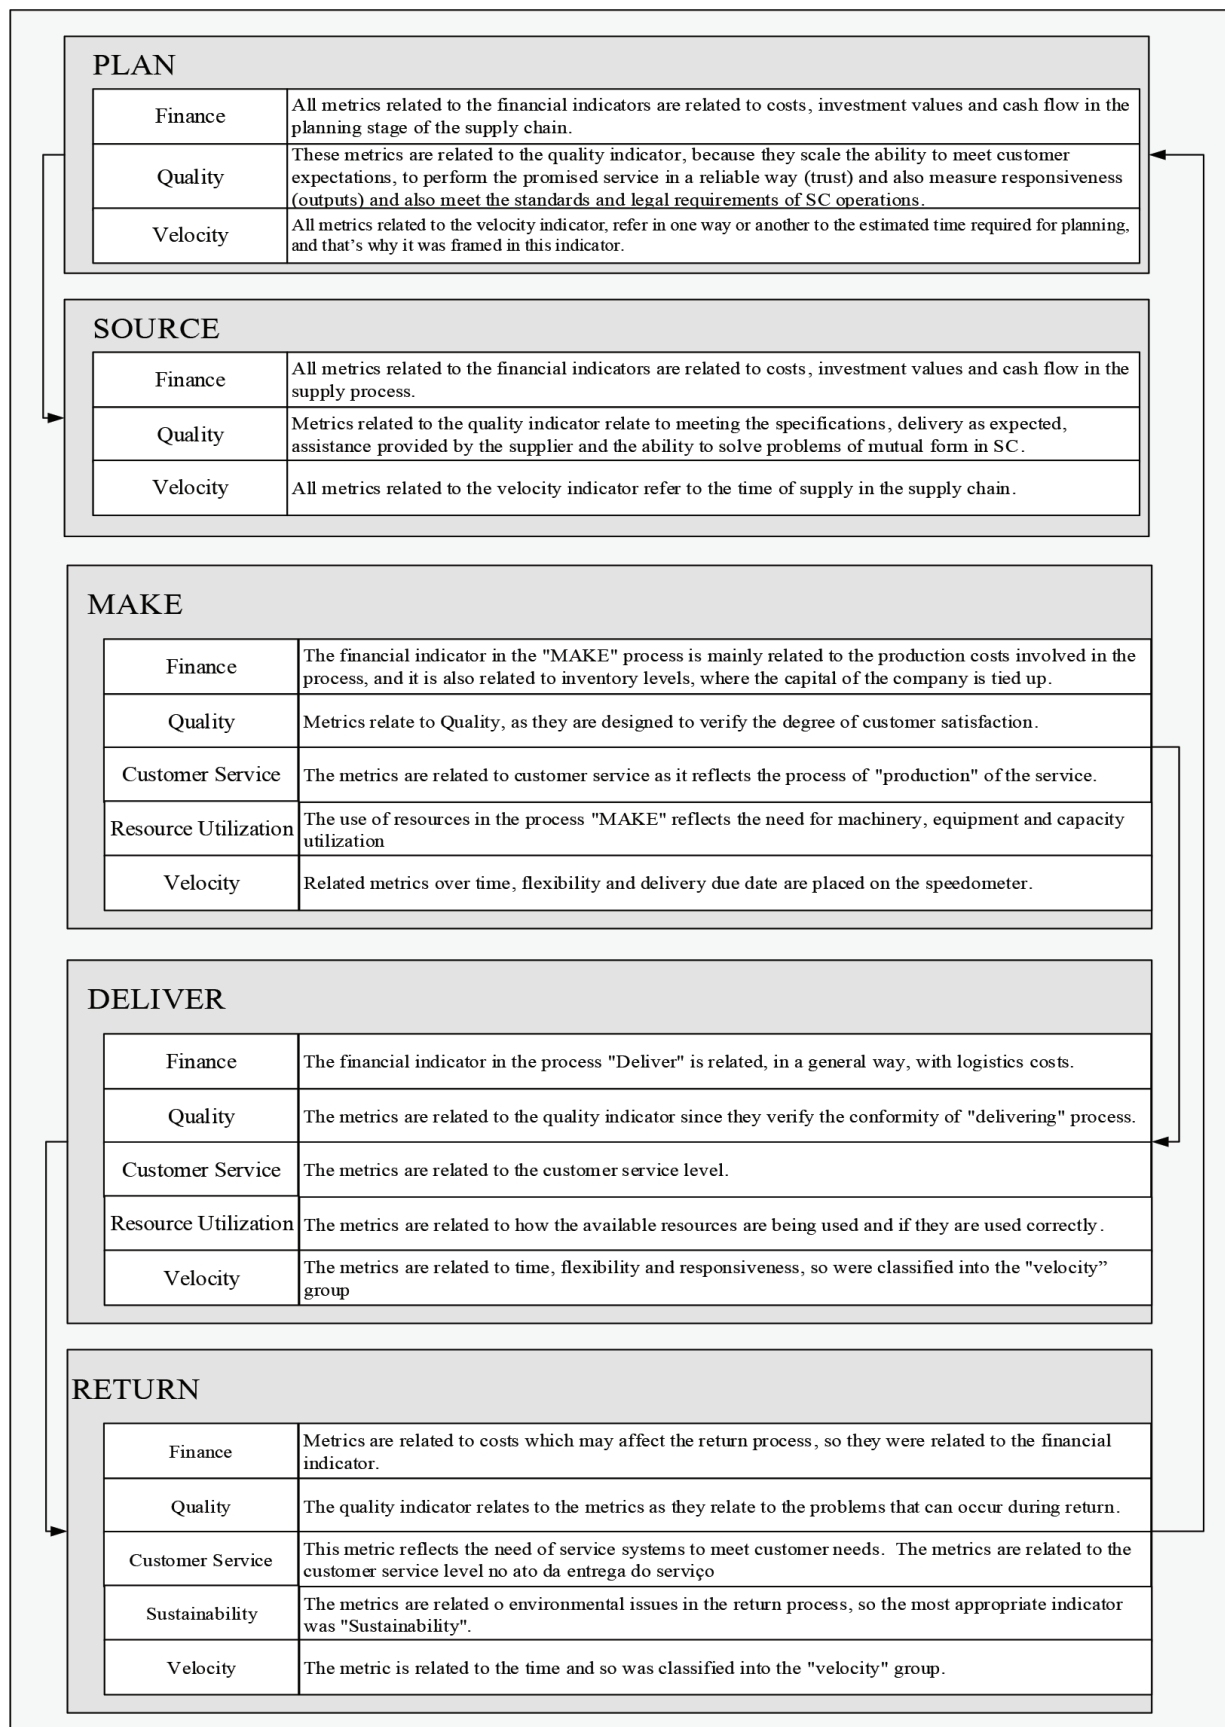 PLAN
Finance
All metrics related to the financial indicators are related to costs, investment values and cash flow in the
planning stage of the supply chain.
Quality
These metrics are related to the quality indicator, because they scale the ability to meet customer
expectations, to perform the promised service in a reliable way (trust) and also measure responsiveness
(outputs) and also meet the standards and legal requirements of SC operations.
Velocity
All metrics related to the velocity indicator, refer in one way or another to the estimated time required for planning,
and that's why it was framed in this indicator.
SOURCE
Finance
All metrics related to the financial indicators are related to costs, investment values and cash flow in the
supply process.
Quality
Metrics related to the quality indicator relate to meeting the specifications, delivery as expected,
assistance provided by the supplier and the ability to solve problems of mutual form in SC.
Velocity
All metrics related to the velocity indicator refer to the time of supply in the supply chain.
MAKE
Finance
The financial indicator in the "MAKE" process is mainly related to the production costs involved in the
process, and it is also related to inventory levels, where the capital of the company is tied up.
Quality
Metrics relate to Quality, as they are designed to verify the degree of customer satisfaction.
Customer Service
The metrics are related to customer service as it reflects the process of "production" of the service.
Resource Utilization
The use of resources in the process "MAKE" reflects the need for machinery, equipment and capacity
utilization
Velocity
Related metrics over time, flexibility and delivery due date are placed on the speedometer.
DELIVER
Finance
The financial indicator in the process "Deliver" is related, in a general way, with logistics costs.
Quality
The metrics are related to the quality indicator since they verify the conformity of "delivering" process.
Customer Service
The metrics are related to the customer service level.
Resource Utilization
The metrics are related to how the available resources are being used and if they are used correctly.
Velocity
The metrics are related to time, flexibility and responsiveness, so were classified into the "velocity”
group
RETURN
Finance
Metrics are related to costs which may affect the return process, so they were related to the financial
indicator.
Quality
The quality indicator relates to the metrics as they relate to the problems that can occur during return.
Customer Service
This metric reflects the need of service systems to meet customer needs.  The metrics are related to the
customer service level no ato da entrega do serviço
Sustainability
The metrics are related o environmental issues in the return process, so the most appropriate indicator
was "Sustainability".
Velocity
The metric is related to the time and so was classified into the "velocity" group.